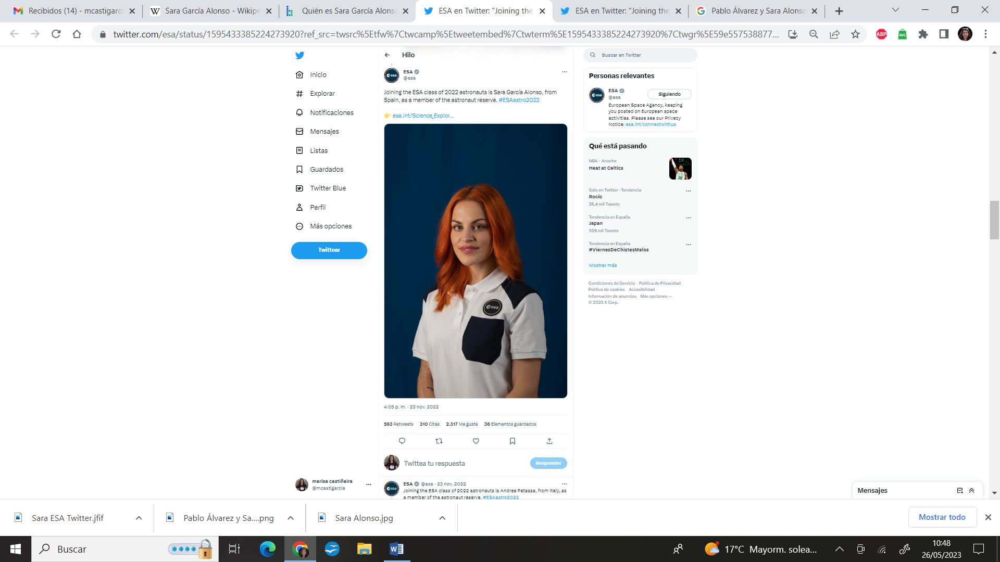 Recibidos (14) - mcastigarci
Sara García Alonso - Wikipe
Quién es Sara García Alonso
ESA en Twitter: "Joining the
ESA en Twitter: "Joining the
Pablo Álvarez y Sara Alonso
twitter.com/esa/status/1595433385224273920?ref_src=twsrc%5Etfw%7Ctwcamp%5Etweetembed%7Ctwterm%5E1595433385224273920%7Ctwgr%5E59e557538877...
ABP
AVG
Inicio
Explorar
Notificaciones
Mensajes
Listas
Guardados
Twitter Blue
Perfil
Más opciones
Twittear
marisa castiñeira
@mcastigarcia
Hilo
ESA
@esa
Joining the ESA class of 2022 astronauts is Sara García Alonso, from
Spain, as a member of the astronaut reserve. #ESAastro2022
👉 esa.int/Science_Explor...
esa
4:05 p. m. · 23 nov. 2022
563 Retweets 310 Citas 2.317 Me gusta 36 Elementos guardados
Twittea tu respuesta
Responder
ESA @esa · 23 nov. 2022
Joining the ESA class of 2022 astronauts is Andrea Patassa, from Italy, as
a member of the astronaut reserve. #ESAastro2022
Buscar en Twitter
Personas relevantes
ESA
@esa
Siguiendo
European Space Agency, keeping
you posted on European space
activities. Please see our Privacy
Notice: esa.int/connectwithus
Qué está pasando
NBA · Anoche
Heat at Celtics
Solo en Twitter · Tendencia
Rocío
26,4 mil Tweets
Tendencia en España
Japan
509 mil Tweets
Tendencia en España
#ViernesDeChistesMalos
Mostrar más
Condiciones de Servicio Política de Privacidad
Política de cookies Accesibilidad
Información de anuncios Más opciones ···
© 2023 X Corp.
Mensajes
Sara ESA Twitter.jfif
Pablo Álvarez y Sa....png
Sara Alonso.jpg
Mostrar todo
Buscar
17°C Mayorm. solea...
10:48
26/05/2023